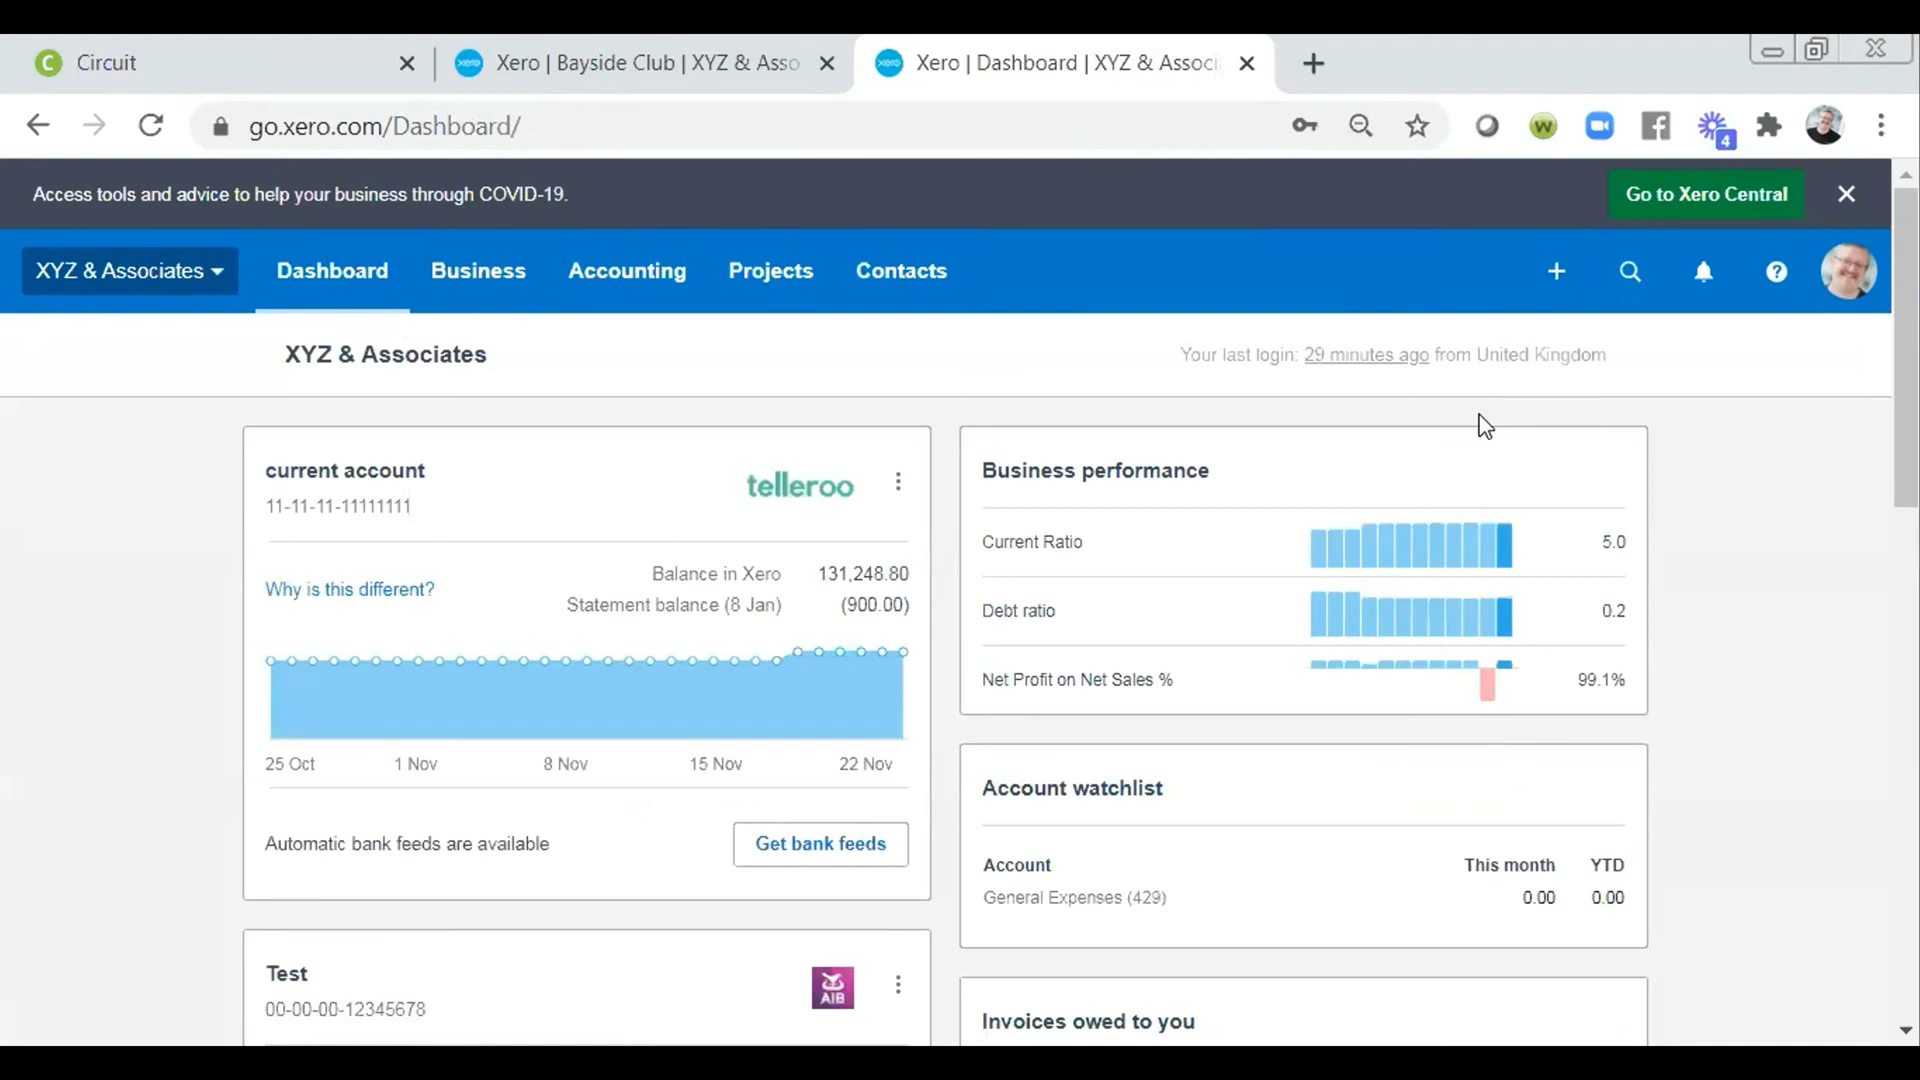 Circuit
Xero | Bayside Club | XYZ & Asso
Xero | Dashboard | XYZ & Associ
go.xero.com/Dashboard/
4
Access tools and advice to help your business through COVID-19.
Go to Xero Central
XYZ & Associates
Dashboard
Business
Accounting
Projects
Contacts
XYZ & Associates
Your last login: 29 minutes ago from United Kingdom
current account
11-11-11-11111111
telleroo
Why is this different?
Balance in Xero 131,248.80
Statement balance (8 Jan) (900.00)
25 Oct 1 Nov 8 Nov 15 Nov 22 Nov
Automatic bank feeds are available
Get bank feeds
Test
00-00-00-12345678
AIB
Business performance
Current Ratio 5.0
Debt ratio 0.2
Net Profit on Net Sales % 99.1%
Account watchlist
Account This month YTD
General Expenses (429) 0.00 0.00
Invoices owed to you